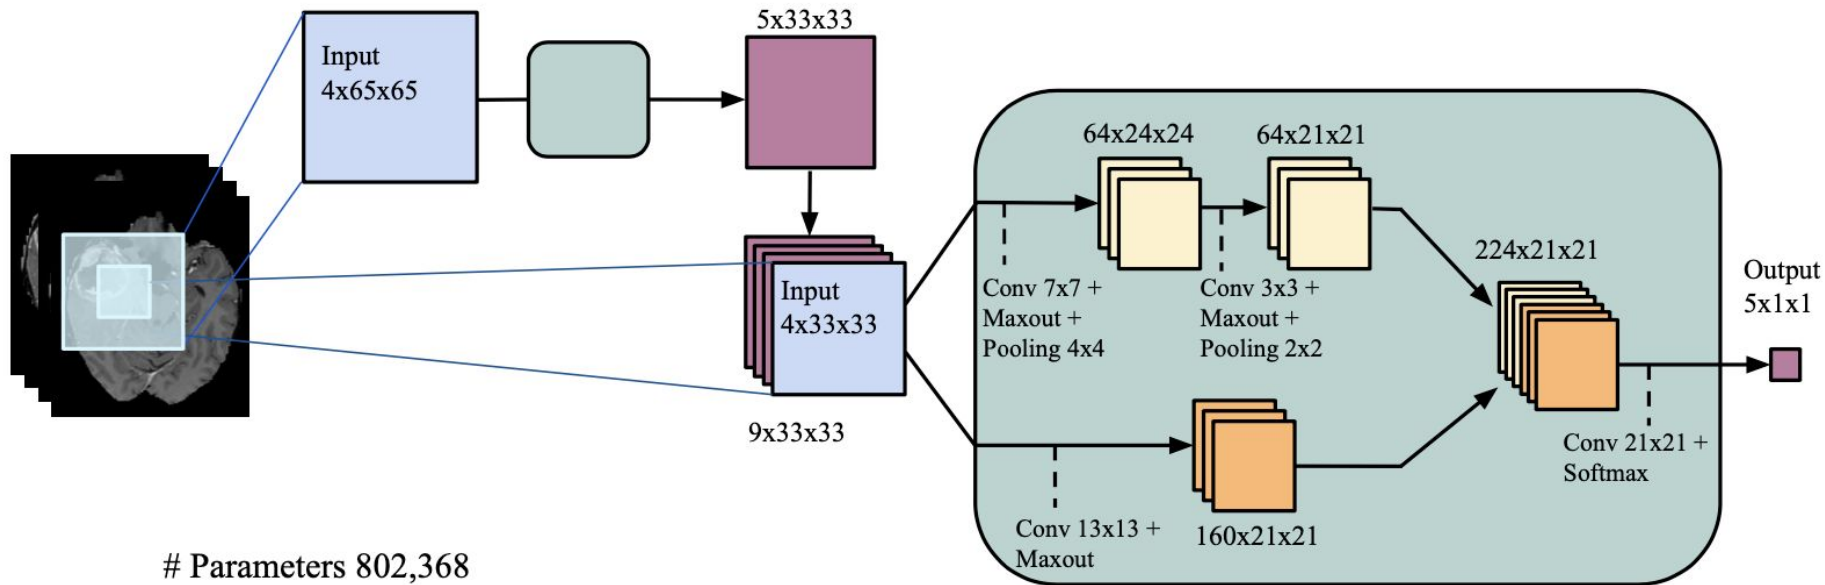 Input
4x65x65
5x33x33
Input
4x33x33
9x33x33
64x24x24
64x21x21
Conv 7x7 +
Maxout +
Pooling 4x4
Conv 3x3 +
Maxout +
Pooling 2x2
224x21x21
Output
5x1x1
Conv 21x21 +
Softmax
Conv 13x13 +
Maxout
160x21x21
# Parameters 802,368